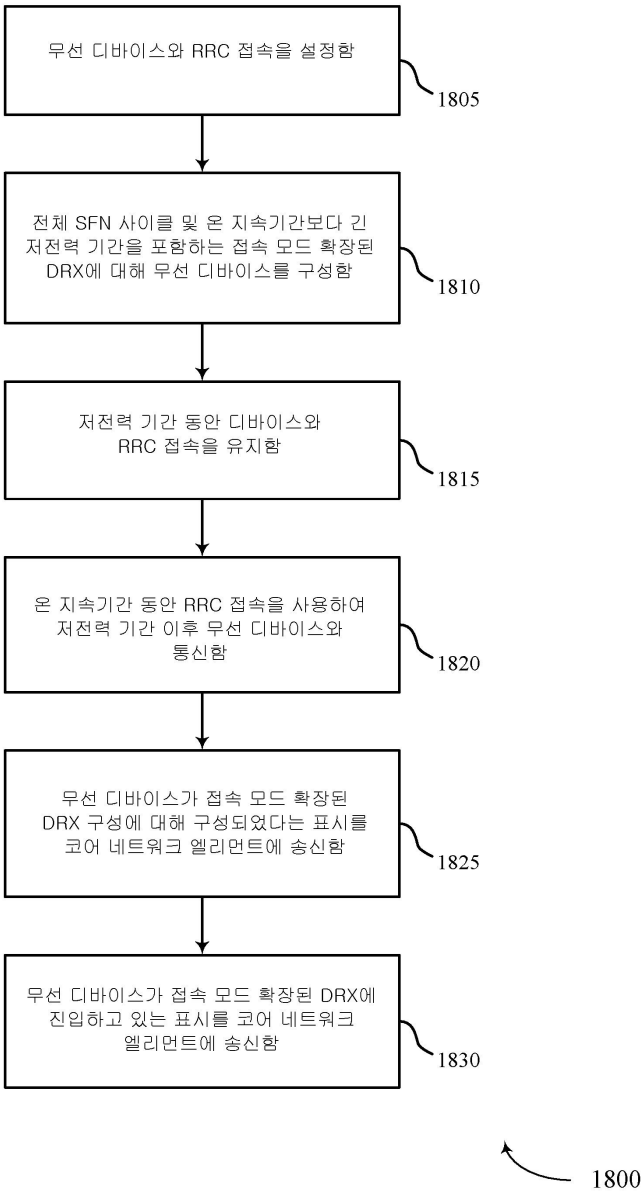 무선 디바이스와 RRC 접속을 설정함
1805
전체 SFN 사이클 및 온 지속기간보다 긴
저전력 기간을 포함하는 접속 모드 확장된
DRX에 대해 무선 디바이스를 구성함
1810
저전력 기간 동안 디바이스와
RRC 접속을 유지함
1815
온 지속기간 동안 RRC 접속을 사용하여
저전력 기간 이후 무선 디바이스와
통신함
1820
무선 디바이스가 접속 모드 확장된
DRX 구성에 대해 구성되었다는 표시를
코어 네트워크 엘리먼트에 송신함
1825
무선 디바이스가 접속 모드 확장된 DRX에
진입하고 있는 표시를 코어 네트워크
엘리먼트에 송신함
1830
1800